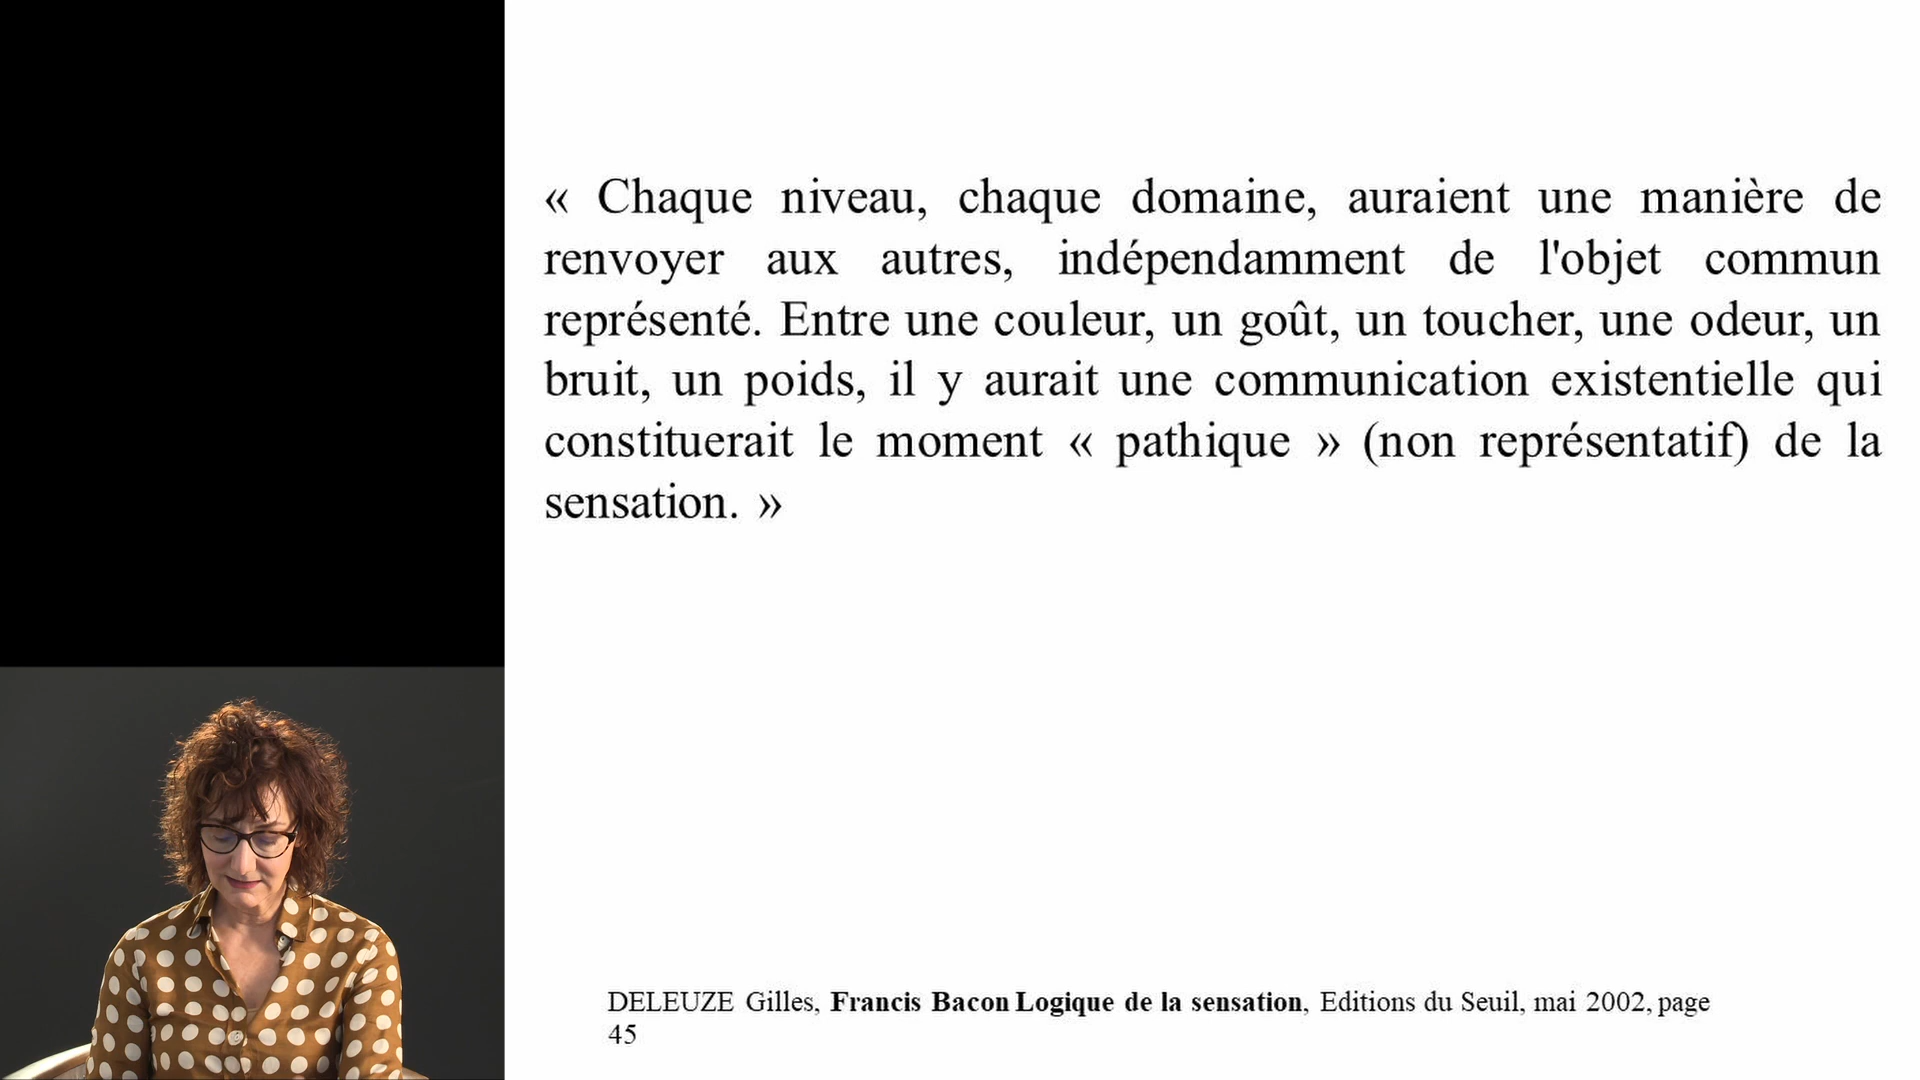 « Chaque niveau, chaque domaine, auraient une manière de
renvoyer aux autres, indépendamment de l'objet commun
représenté. Entre une couleur, un goût, un toucher, une odeur, un
bruit, un poids, il y aurait une communication existentielle qui
constituerait le moment « pathique » (non représentatif) de la
sensation. »
DELEUZE Gilles, Francis Bacon Logique de la sensation, Editions du Seuil, mai 2002, page
45